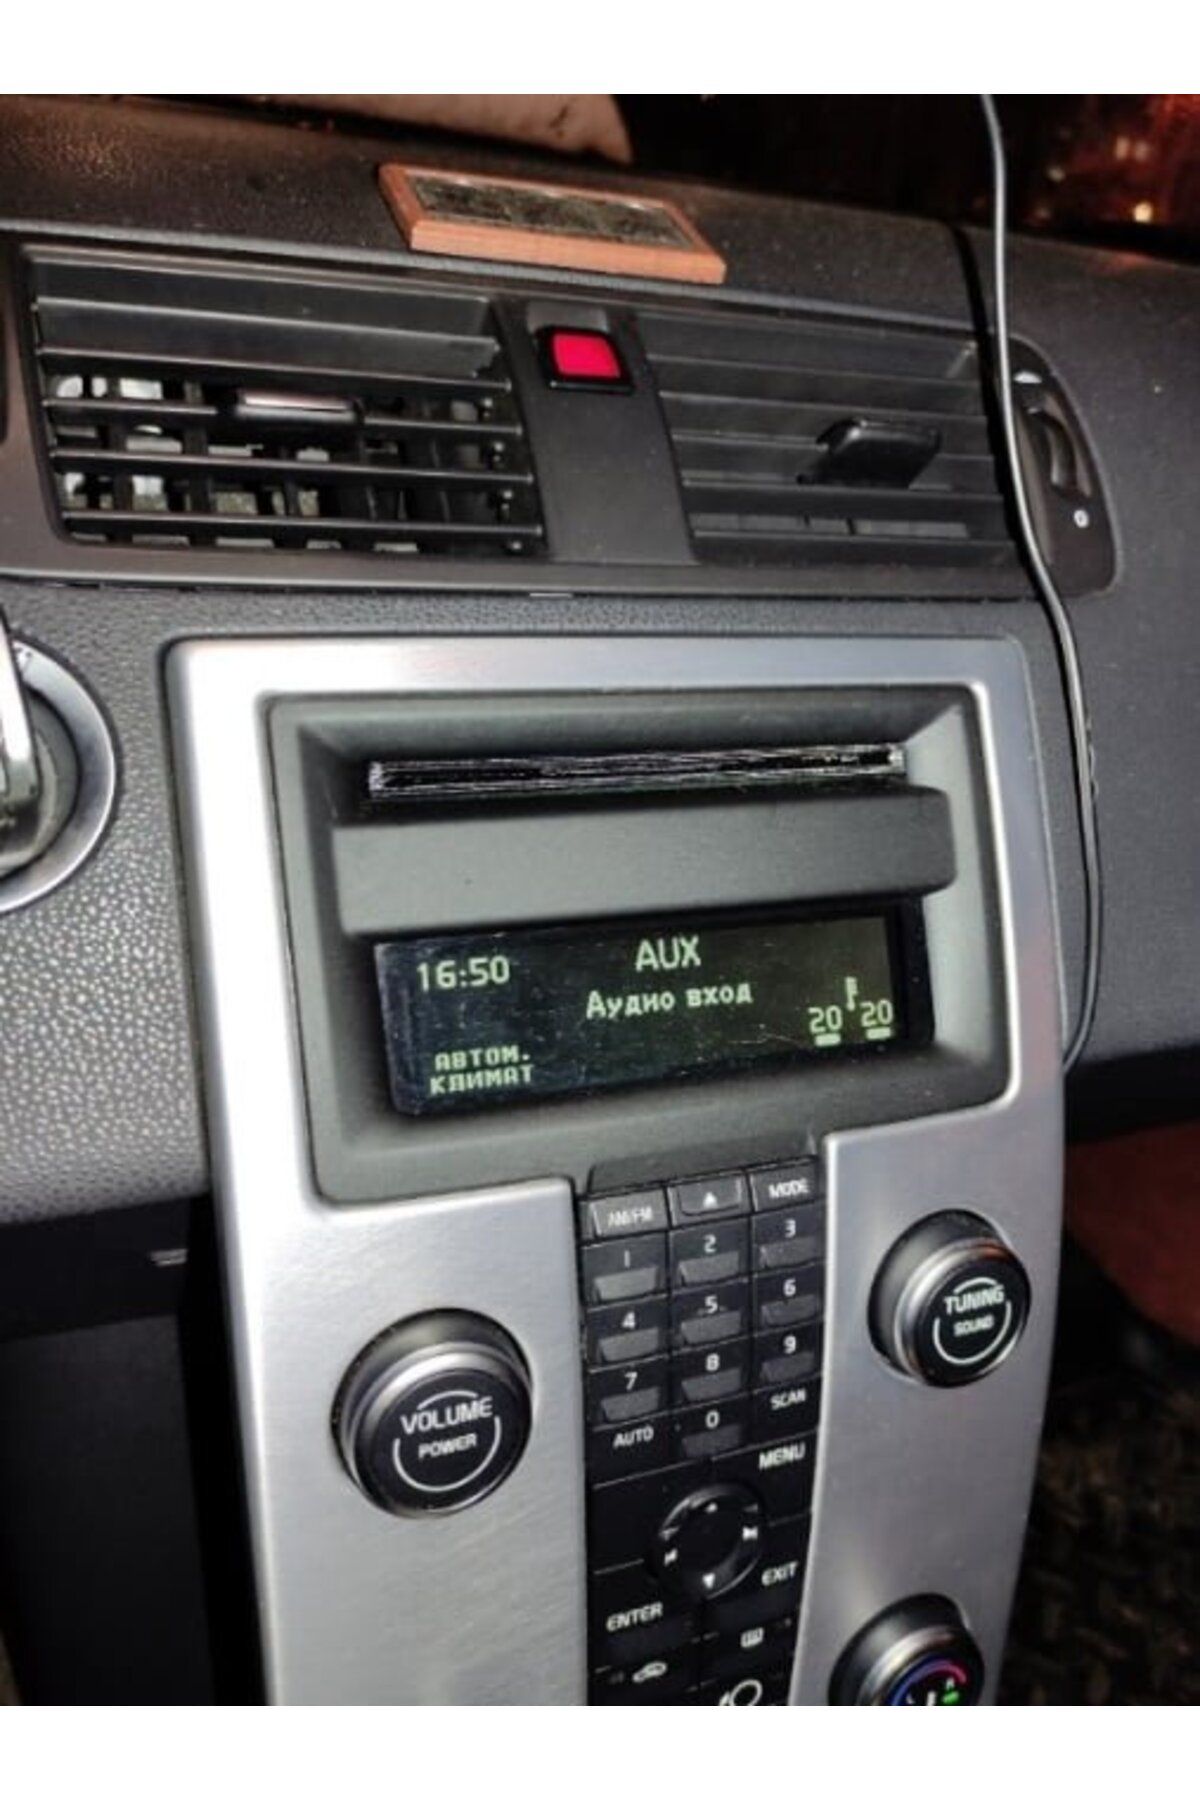 16:50
AUX
Аудио вход
20 20
АВТОМ.
КЛИМАТ
AM/FM
MODE
1 2 3
4 5 6
7 8 9
AUTO 0 SCAN
MENU
EXIT
ENTER
VOLUME
POWER
TUNING
SOUND
0